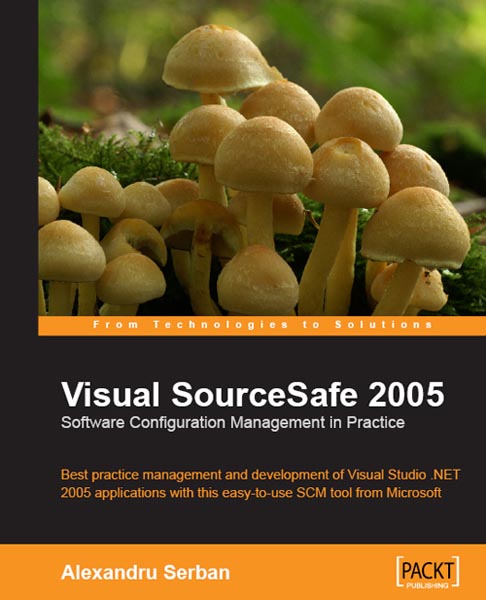 From Technologies to Solutions
Visual SourceSafe 2005
Software Configuration Management in Practice
Best practice management and development of Visual Studio .NET
2005 applications with this easy-to-use SCM tool from Microsoft
Alexandru Serban
PACKT
PUBLISHING